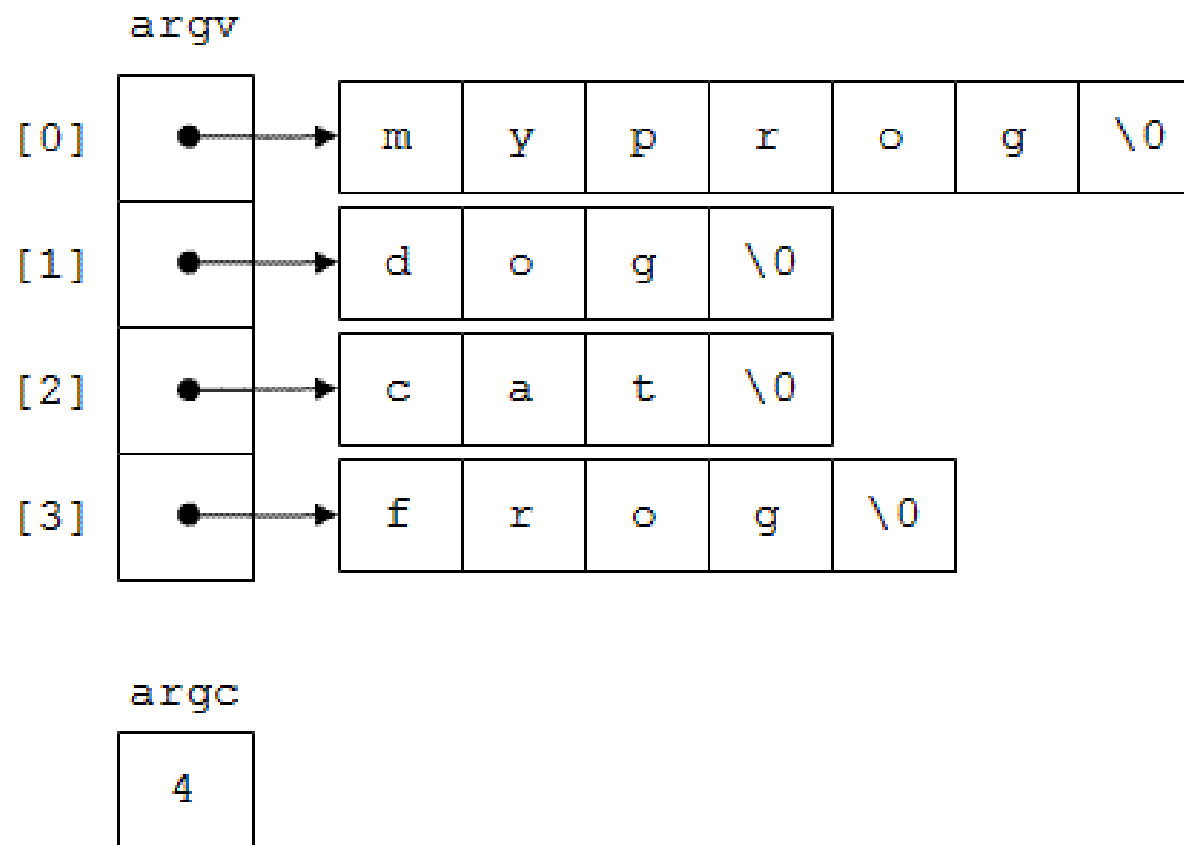 argv
[0] m y p r o g \0
[1] d o g \0
[2] c a t \0
[3] f r o g \0
argc
4